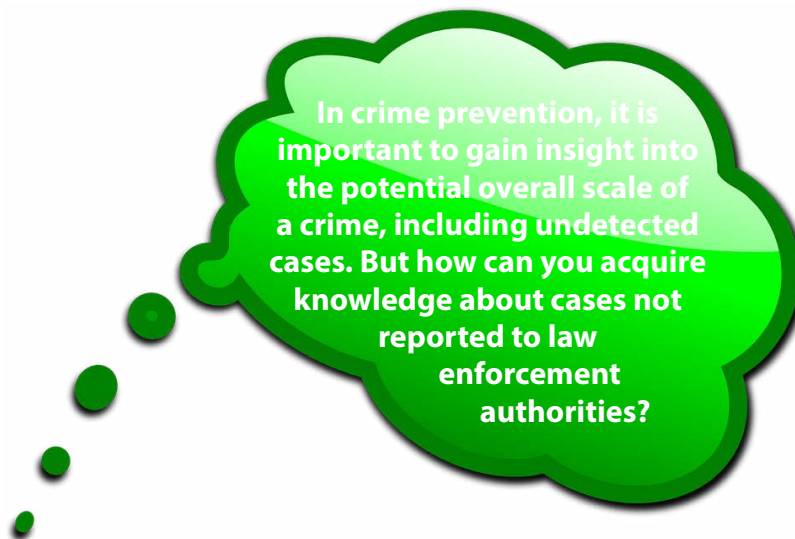 In crime prevention, it is
important to gain insight into
the potential overall scale of
a crime, including undetected
cases. But how can you acquire
knowledge about cases not
reported to law
enforcement
authorities?